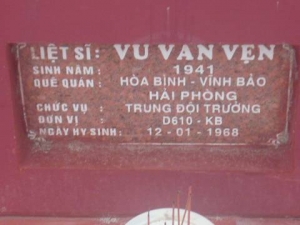 LIỆT SĨ: VU VAN VẸN
SINH NĂM : 1941
QUÊ QUÁN : HÒA BÌNH - VĨNH BẢO
HẢI PHÒNG
CHỨC VỤ : TRUNG ĐỘI TRƯỞNG
ĐƠN VỊ : D610 - KB
NGÀY HY SINH: 12-01-1968